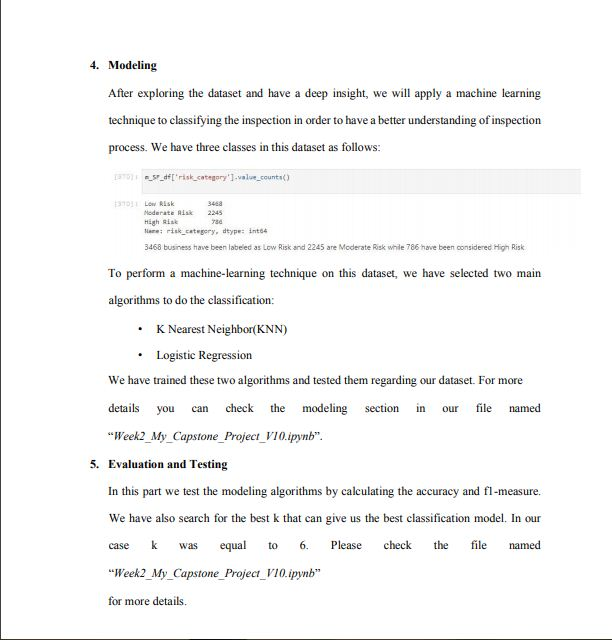 4. Modeling
After exploring the dataset and have a deep insight, we will apply a machine learning
technique to classifying the inspection in order to have a better understanding of inspection
process. We have three classes in this dataset as follows:
[370]: m_SF_df['risk_category'].value_counts()
[370]: Low Risk 3468
Moderate Risk 2245
High Risk 786
Name: risk_category, dtype: int64
3468 business have been labeled as Low Risk and 2245 are Moderate Risk while 786 have been considered High Risk
To perform a machine-learning technique on this dataset, we have selected two main
algorithms to do the classification:
• K Nearest Neighbor(KNN)
• Logistic Regression
We have trained these two algorithms and tested them regarding our dataset. For more
details you can check the modeling section in our file named
“Week2_My_Capstone_Project_V10.ipynb”.
5. Evaluation and Testing
In this part we test the modeling algorithms by calculating the accuracy and f1-measure.
We have also search for the best k that can give us the best classification model. In our
case k was equal to 6. Please check the file named
“Week2_My_Capstone_Project_V10.ipynb”
for more details.